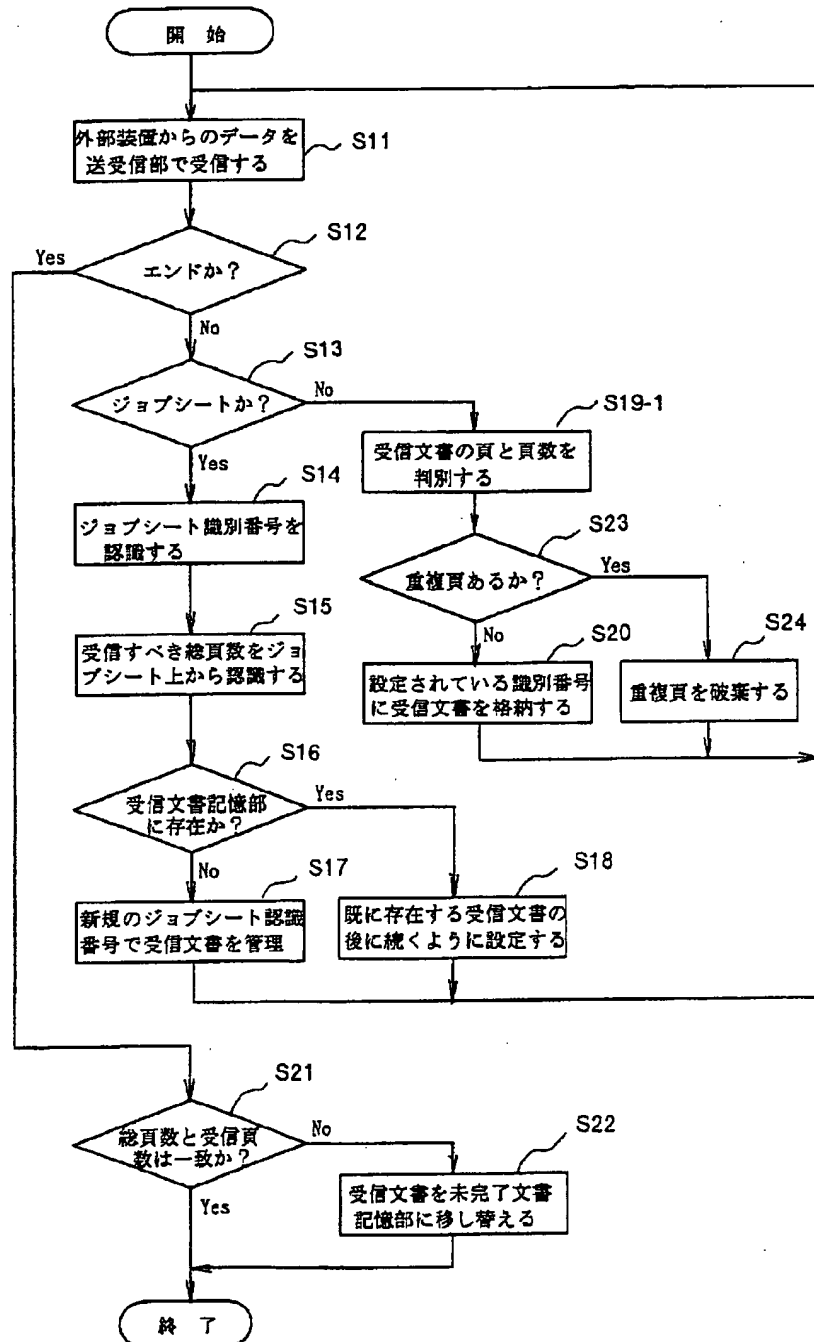 開 始
外部装置からのデータを
送受信部で受信する
S11
S12
Yes
エンドか？
No
S13
ジョブシートか？
No
S19-1
受信文書の頁と頁数を
判別する
Yes
S14
ジョブシート識別番号を
認識する
S23
重複頁あるか？
Yes
No
S15
受信すべき総頁数をジョ
ブシート上から認識する
S20
設定されている識別番号
に受信文書を格納する
S24
重複頁を破棄する
S16
受信文書記憶部
に存在か？
Yes
No
S17
新規のジョブシート認識
番号で受信文書を管理
S18
既に存在する受信文書の
後に続くように設定する
S21
総頁数と受信頁
数は一致か？
No
S22
受信文書を未完了文書
記憶部に移し替える
Yes
終 了